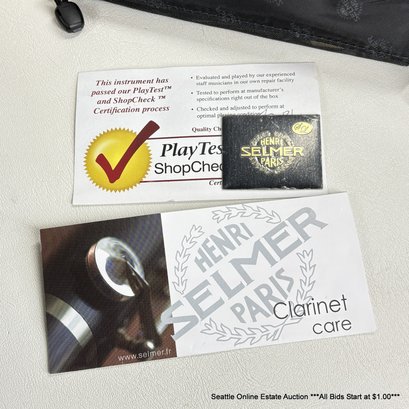 This instrument has
passed our PlayTest™
and ShopCheck™
Certification process
• Evaluated and played by our experienced
staff musicians in our own repair facility
• Tested to perform at manufacturer's
specifications right out of the box
• Checked and adjusted to perform at
optimal
Quality
PlayTest
ShopCheck
HENRI
SELMER
PARIS
HENRI
SELMER
PARIS
Clarinet
care
www.selmer.fr
Seattle Online Estate Auction ***All Bids Start at $1.00***